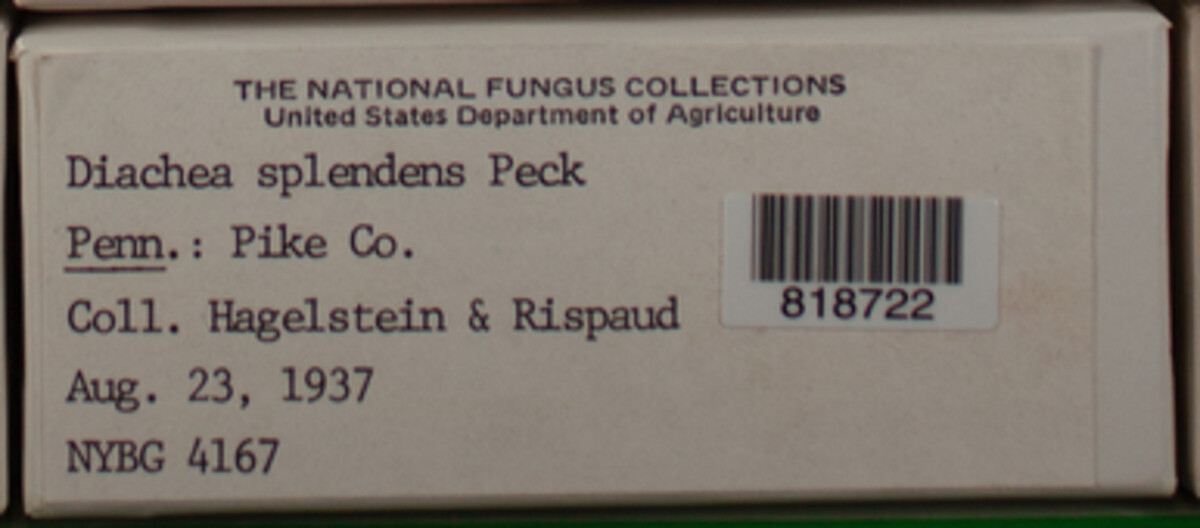 THE NATIONAL FUNGUS COLLECTIONS
United States Department of Agriculture
Diachea splendens Peck
Penn.: Pike Co.
Coll. Hagelstein & Rispaud
Aug. 23, 1937
NYBG 4167
818722